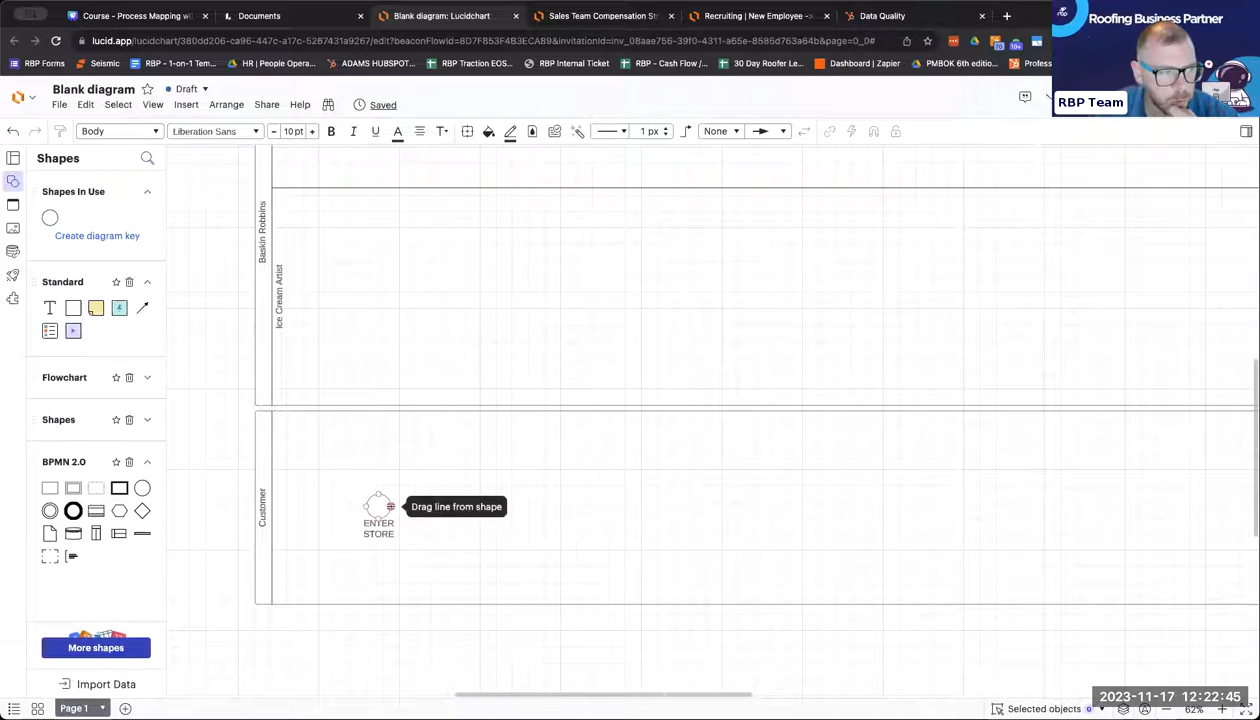 Course - Process Mapping wi
Documents
Blank diagram: Lucidchart
Sales Team Compensation St
Recruiting | New Employee ->
Data Quality
lucid.app/lucidchart/380dd206-ca96-447c-a17c-5267431a9267/edit?beaconFlowId=8D7F853F4B3ECA89&invitationId=inv_08aae756-39f0-4311-a65e-8585d763a64b&page=0_0#
RBP Forms
Seismic
RBP - 1-on-1 Tem...
HR | People Opera...
ADAMS HUBSPOT...
RBP Traction EOS...
RBP Internal Ticket
RBP - Cash Flow /...
30 Day Roofer Le...
Dashboard | Zapier
PMBOK 6th editio...
Profess
Roofing Business Partner
RBP Team
Blank diagram
Draft
File Edit Select View Insert Arrange Share Help
Saved
Body
Liberation Sans
10 pt
B I U A T
1 px
None
Shapes
Shapes In Use
Create diagram key
Standard
T
Flowchart
Shapes
BPMN 2.0
More shapes
Import Data
Baskin Robbins
Ice Cream Artist
Customer
ENTER
STORE
Drag line from shape
Page 1
2023-11-17 12:22:45
Selected objects 0
62%